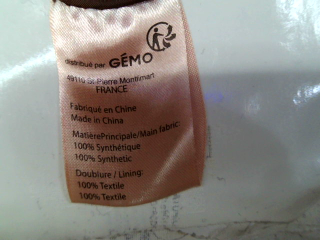 distribué par GÉMO
49110 St-Pierre Montlimart
FRANCE
Fabriqué en Chine
Made in China
MatièrePrincipale/Main fabric:
100% Synthétique
100% Synthetic
Doublure / Lining:
100% Textile
100% Textile